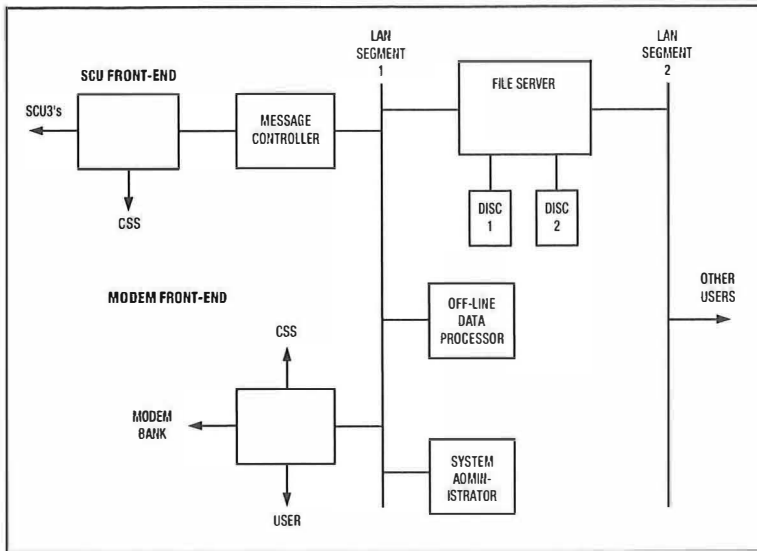 LAN
SEGMENT
1
LAN
SEGMENT
2
SCU FRONT-END
FILE SERVER
SCU3's
MESSAGE
CONTROLLER
CSS
DISC
1
DISC
2
MODEM FRONT-END
OTHER
USERS
OFF-LINE
DATA
PROCESSOR
CSS
MODEM
BANK
SYSTEM
ADMIN-
ISTRATOR
USER